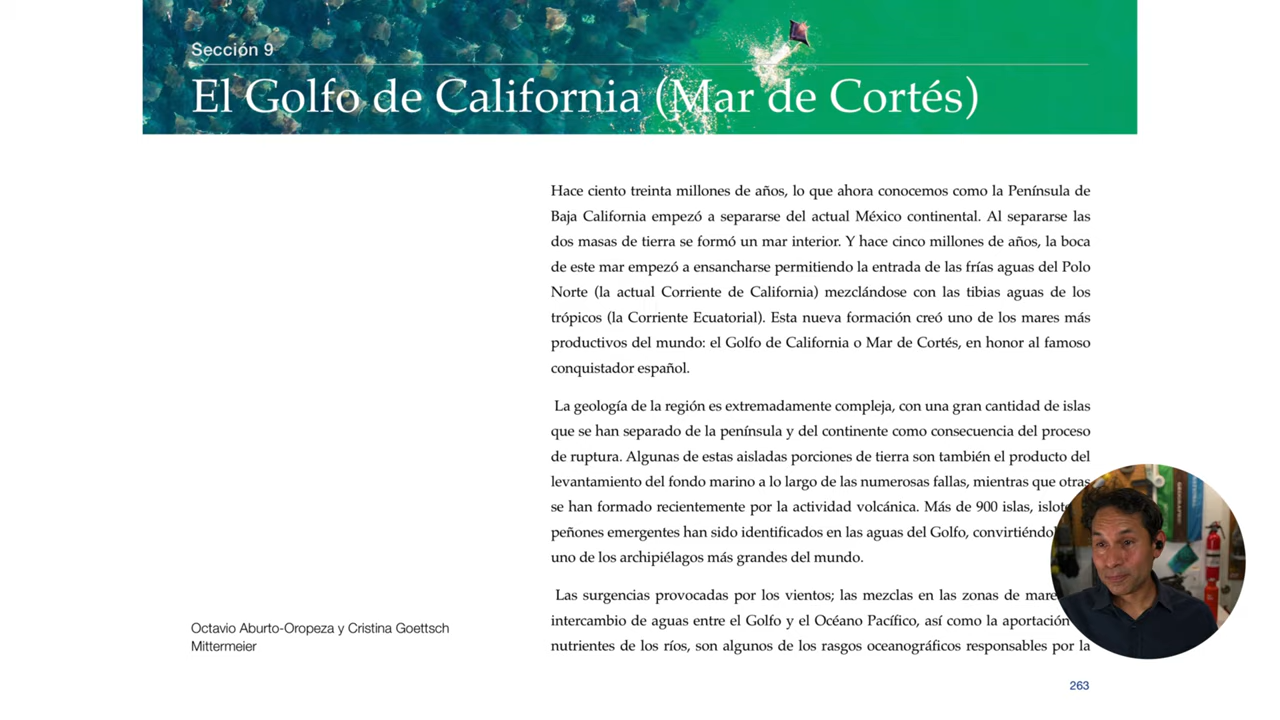 Sección 9
El Golfo de California (Mar de Cortés)
Hace ciento treinta millones de años, lo que ahora conocemos como la Península de
Baja California empezó a separarse del actual México continental. Al separarse las
dos masas de tierra se formó un mar interior. Y hace cinco millones de años, la boca
de este mar empezó a ensancharse permitiendo la entrada de las frías aguas del Polo
Norte (la actual Corriente de California) mezclándose con las tibias aguas de los
trópicos (la Corriente Ecuatorial). Esta nueva formación creó uno de los mares más
productivos del mundo: el Golfo de California o Mar de Cortés, en honor al famoso
conquistador español.
La geología de la región es extremadamente compleja, con una gran cantidad de islas
que se han separado de la península y del continente como consecuencia del proceso
de ruptura. Algunas de estas aisladas porciones de tierra son también el producto del
levantamiento del fondo marino a lo largo de las numerosas fallas, mientras que otras
se han formado recientemente por la actividad volcánica. Más de 900 islas,
peñones emergentes han sido identificados en las aguas del Golfo,
uno de los archipiélagos más grandes del mundo.
Las surgencias provocadas por los vientos; las mezclas en las zonas de
intercambio de aguas entre el Golfo y el Océano Pacífico, así como la aportación
nutrientes de los ríos, son algunos de los rasgos oceanográficos responsables por la
Octavio Aburto-Oropeza y Cristina Goettsch
Mittermeier
263